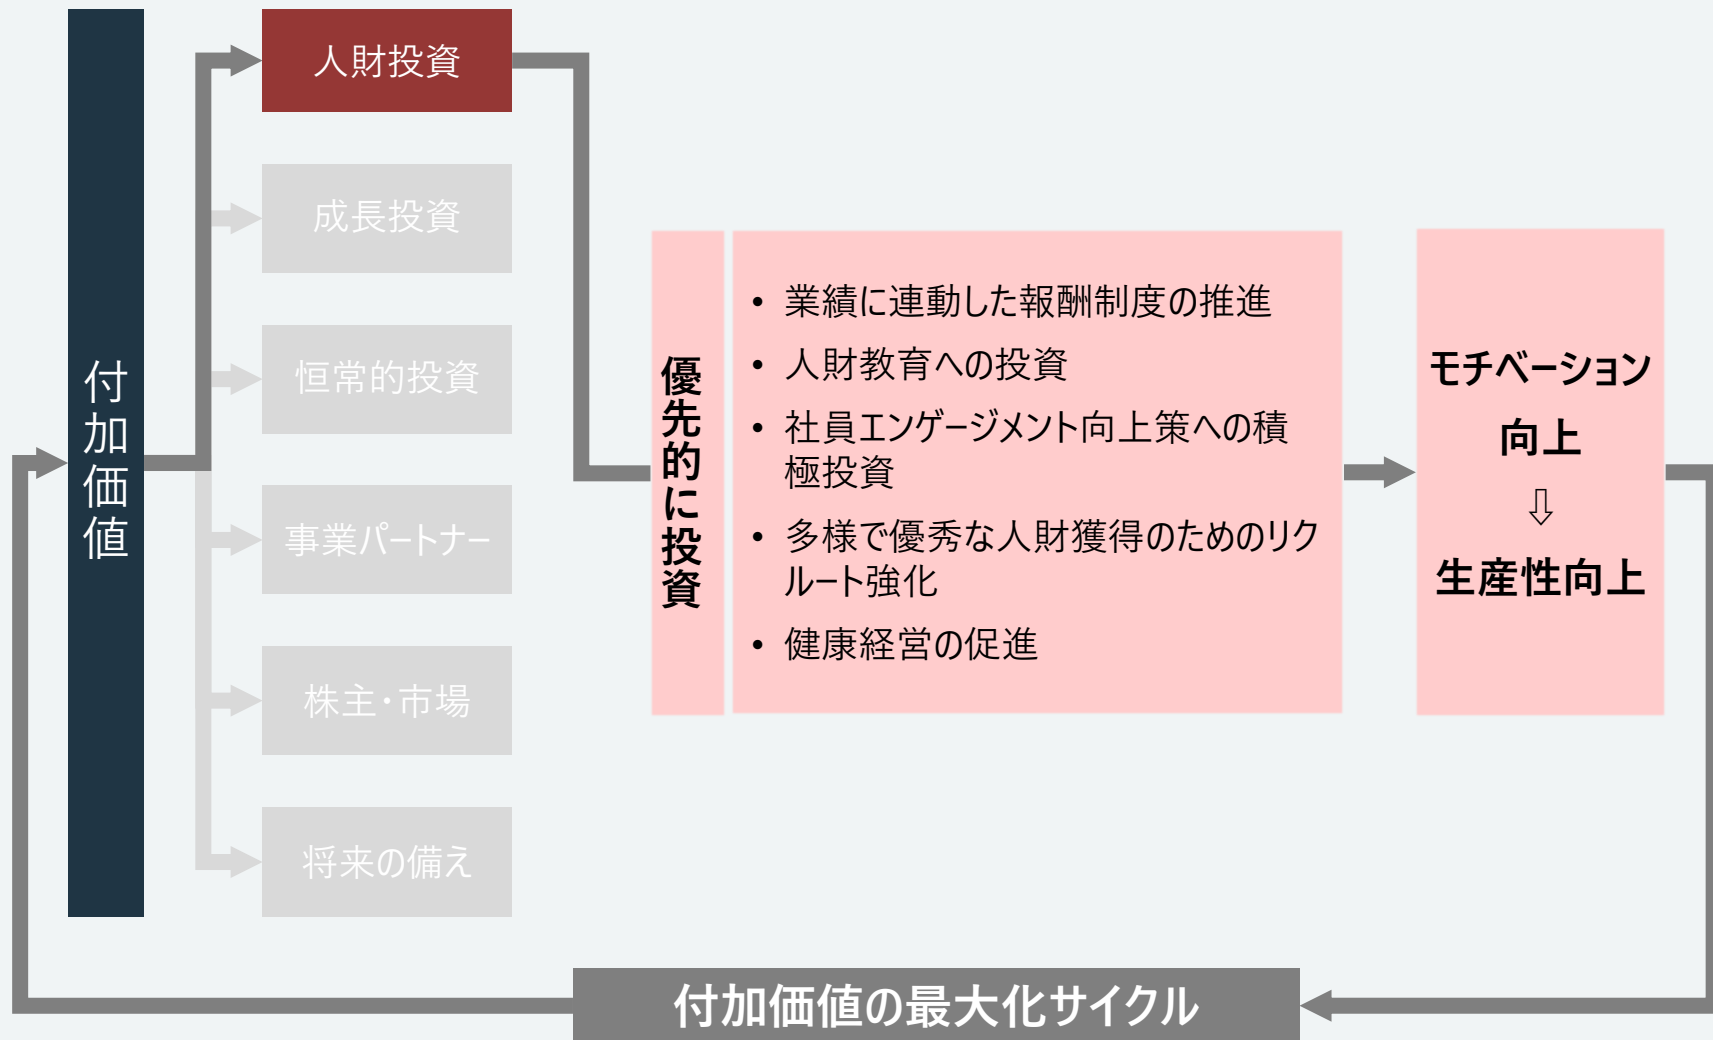 付加価値
人財投資
成長投資
恒常的投資
事業パートナー
株主・市場
将来の備え
優先的に投資
• 業績に連動した報酬制度の推進
• 人財教育への投資
• 社員エンゲージメント向上策への積
極投資
• 多様で優秀な人財獲得のためのリク
ルート強化
• 健康経営の促進
モチベーション
向上
⇩
生産性向上
付加価値の最大化サイクル